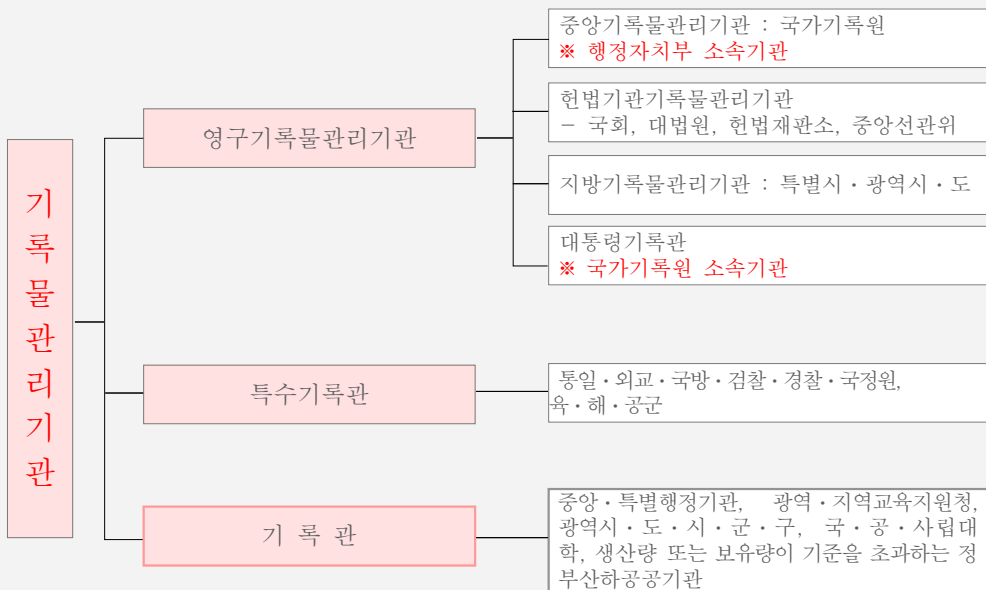 기록물관리기관
영구기록물관리기관
중앙기록물관리기관 : 국가기록원
※ 행정자치부 소속기관
헌법기관기록물관리기관
- 국회, 대법원, 헌법재판소, 중앙선관위
지방기록물관리기관 : 특별시·광역시·도
대통령기록관
※ 국가기록원 소속기관
특수기록관
통일·외교·국방·검찰·경찰·국정원,
육·해·공군
기 록 관
중앙·특별행정기관, 광역·지역교육지원청,
광역시·도·시·군·구, 국·공·사립대
학, 생산량 또는 보유량이 기준을 초과하는 정
부산하공공기관